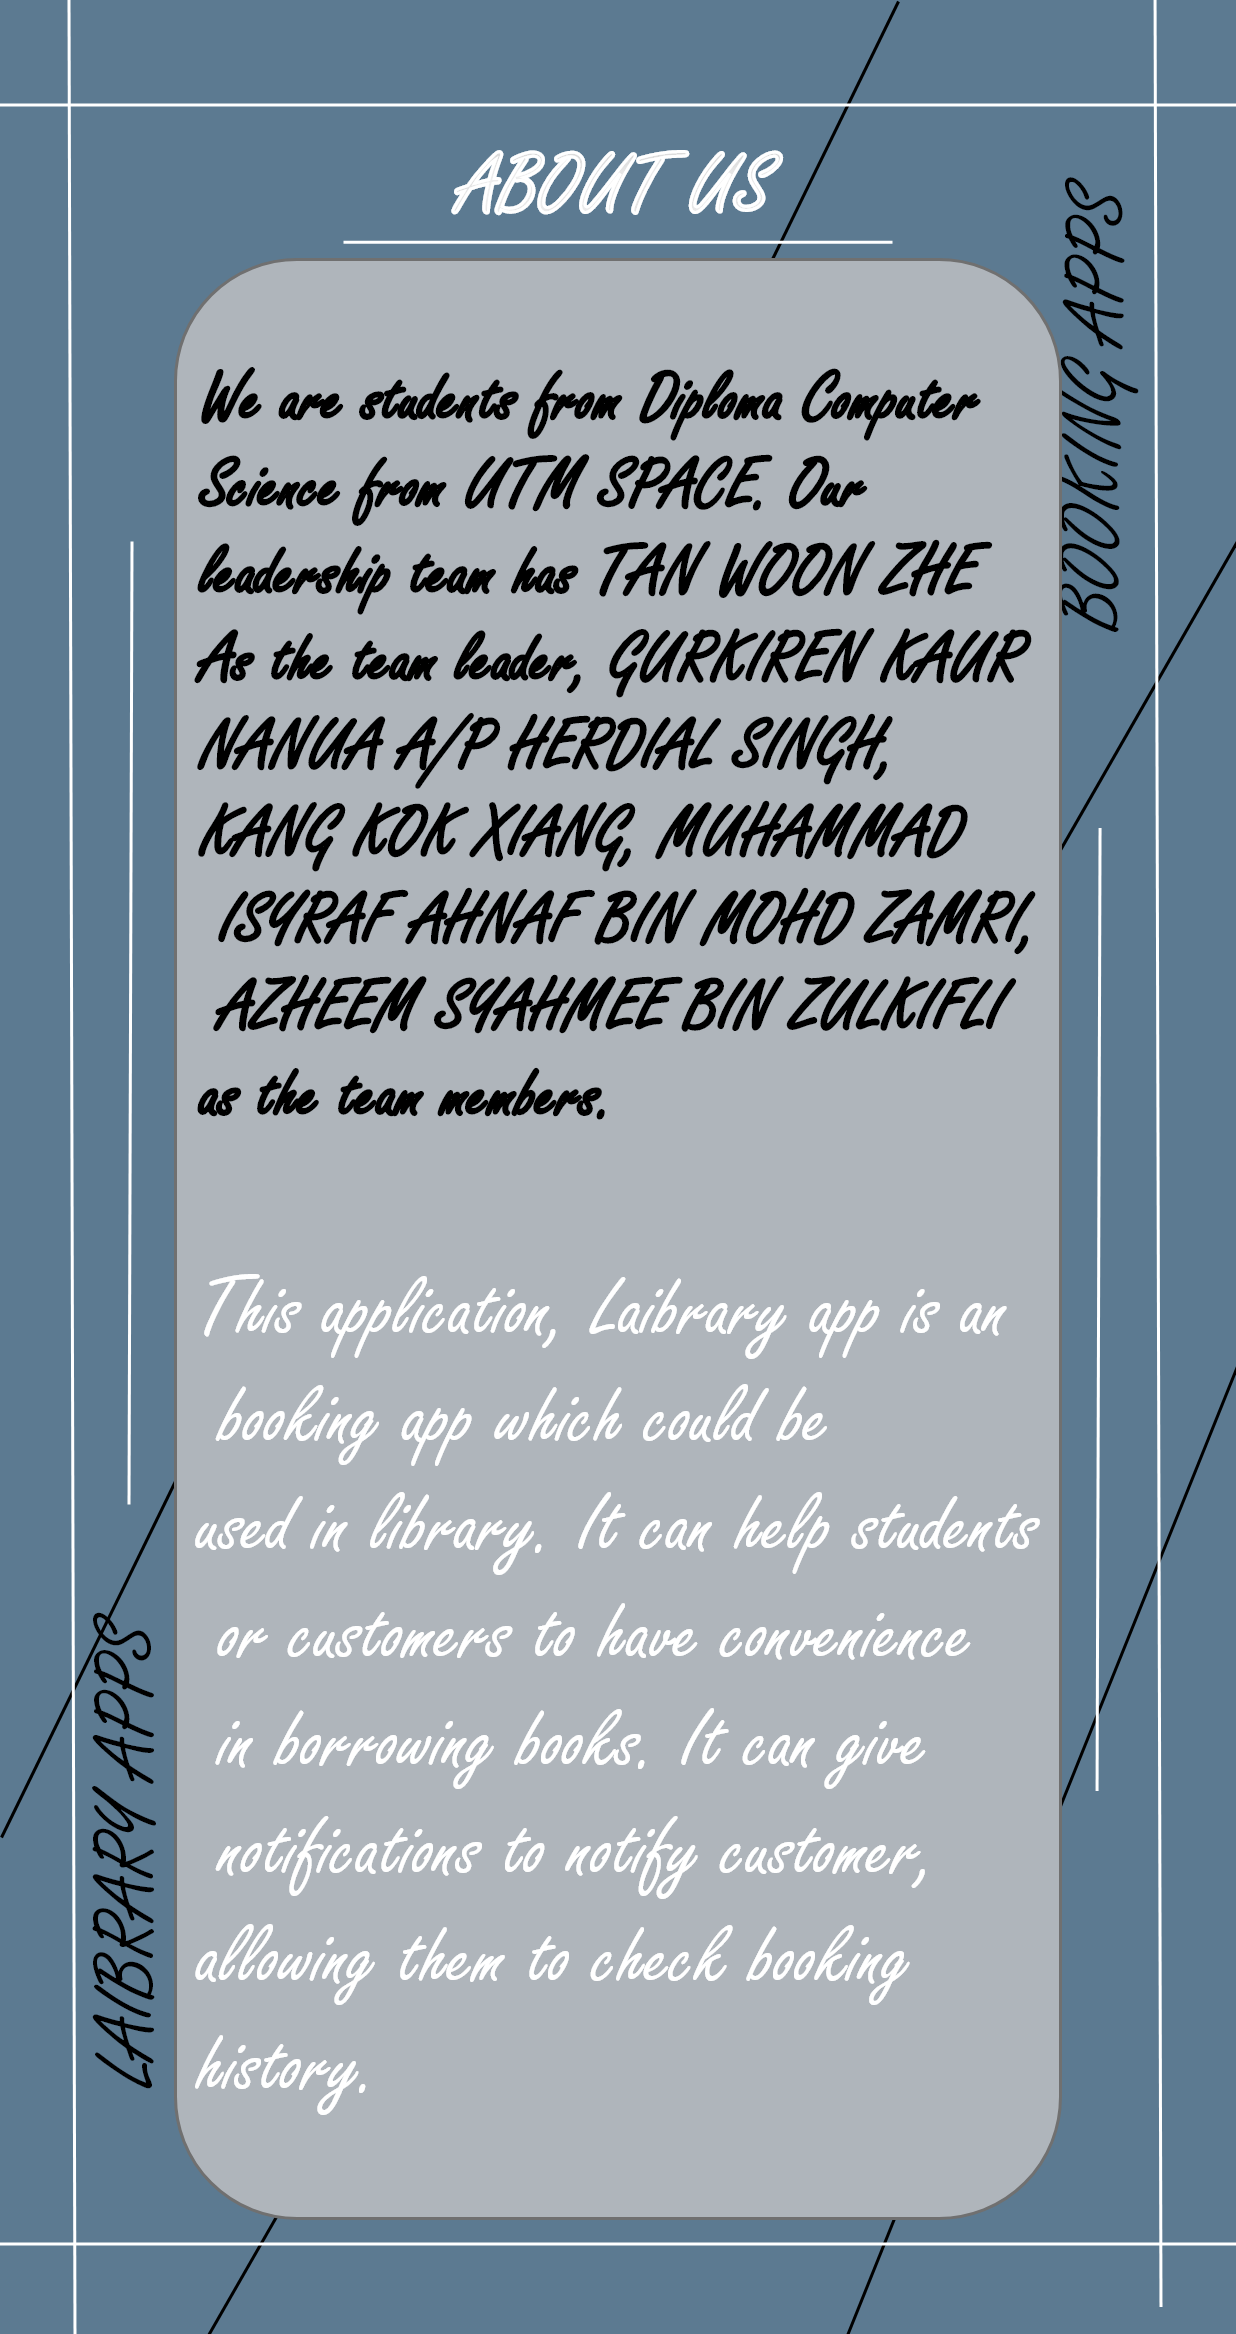 ABOUT US
BOOKING APPS
We are students from Diploma Computer
Science from UTM SPACE. Our
leadership team has TAN WOON ZHE
As the team leader, GURKIREN KAUR
NANUA A/P HERDIAL SINGH,
KANG KOK XIANG, MUHAMMAD
ISYRAF AHNAF BIN MOHD ZAMRI,
AZHEEM SYAHMEE BIN ZULKIFLI
as the team members.
This application, Laibrary app is an
booking app which could be
used in library. It can help students
or customers to have convenience
in borrowing books. It can give
notifications to notify customer,
allowing them to check booking
history.
LAIBRARY APPS